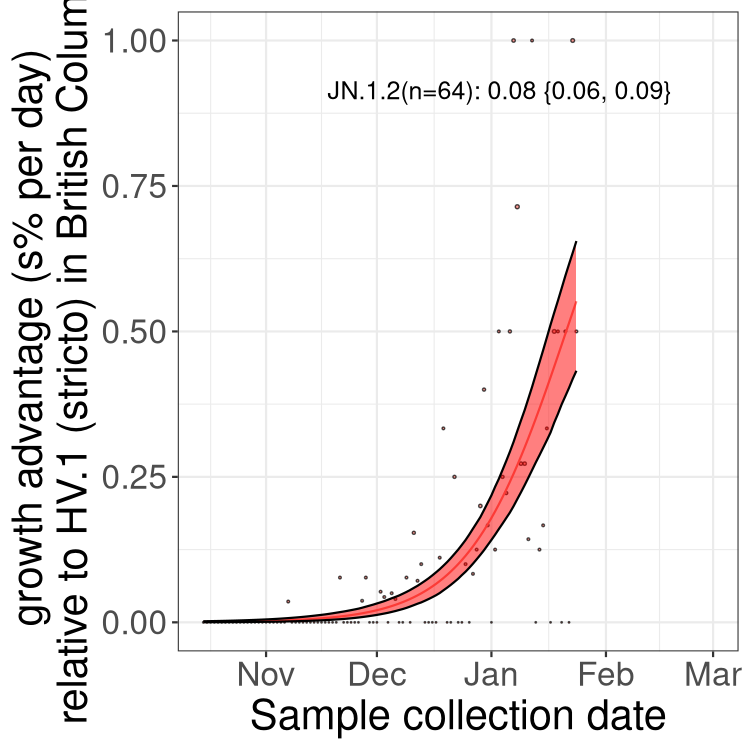 growth advantage (s% per day)
relative to HV.1 (stricto) in British Colum
1.00
0.75
0.50
0.25
0.00
JN.1.2(n=64): 0.08 {0.06, 0.09}
Nov Dec Jan Feb Mar
Sample collection date